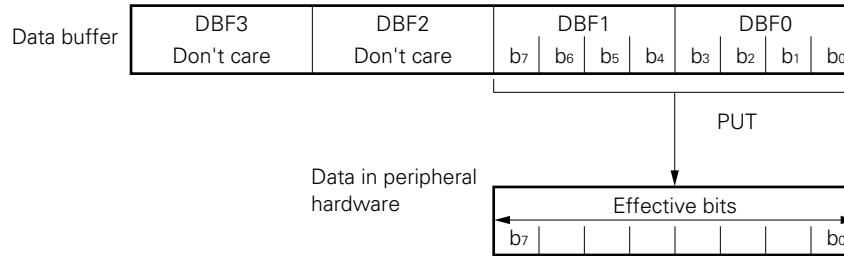 Data buffer
DBF3 DBF2 DBF1 DBF0
Don't care Don't care b7 b6 b5 b4 b3 b2 b1 b0
PUT
Data in peripheral
hardware
Effective bits
b7 b0